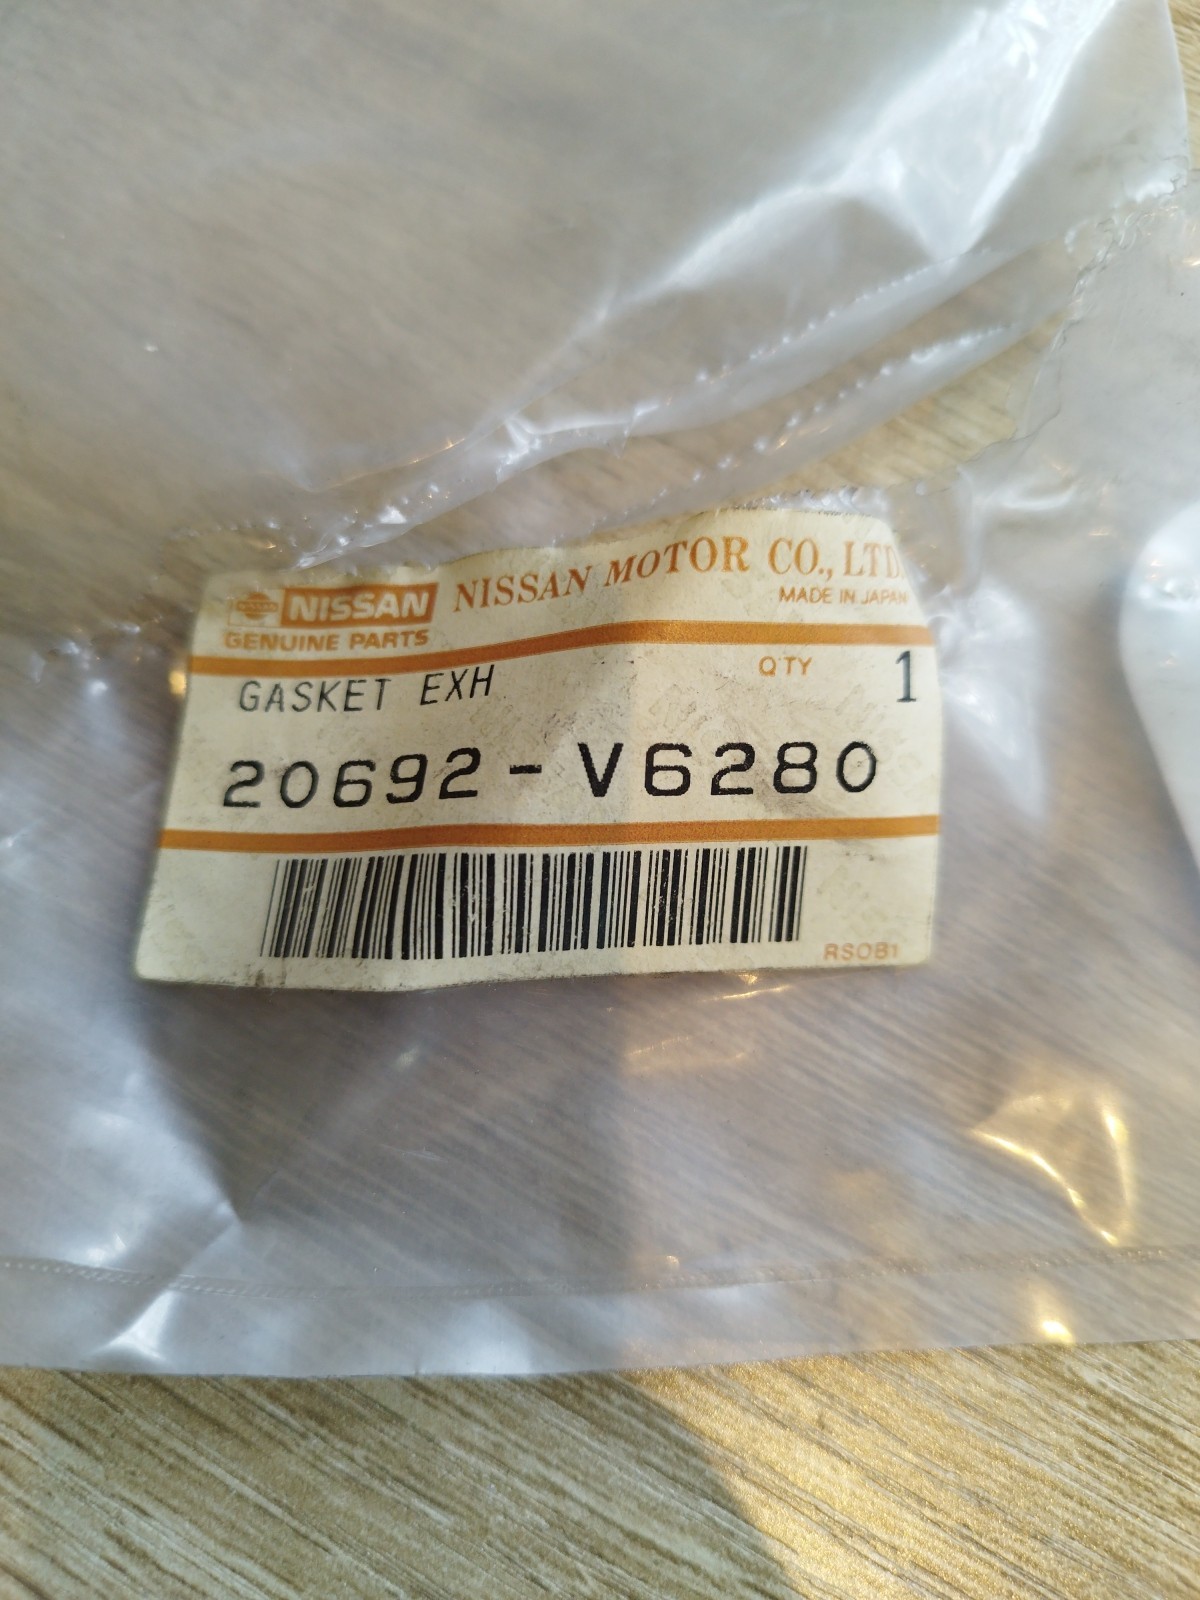 NISSAN NISSAN MOTOR CO., LTD.
GENUINE PARTS MADE IN JAPAN
GASKET EXH QTY 1
20692-V6280
RSOB1